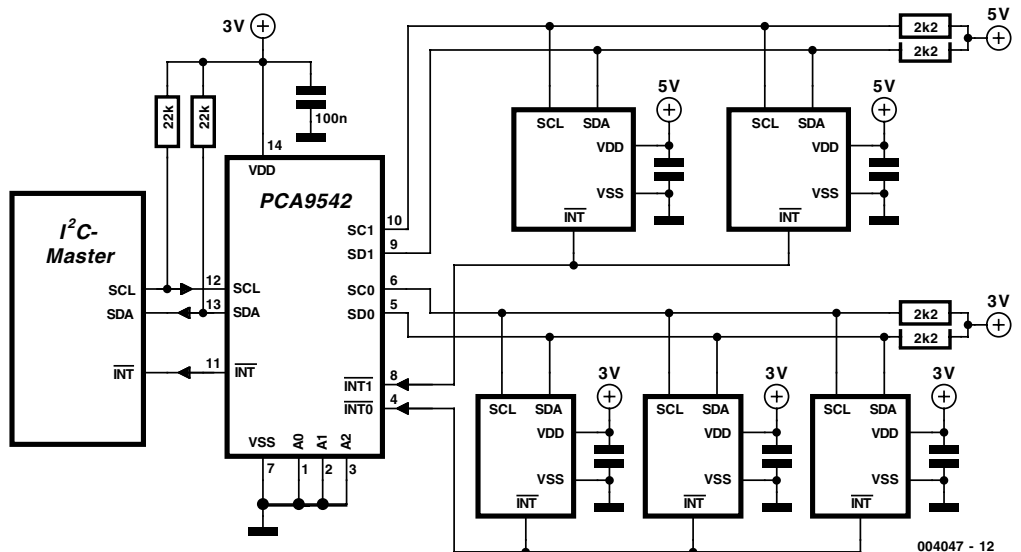 3V
5V
2k2
2k2
22k
22k
100n
14
VDD
PCA9542
I²C-
Master
SCL
SDA
INT
12
13
11
SCL
SDA
INT
SC1
SD1
SC0
SD0
INT1
INT0
10
9
6
5
8
4
VSS
A0
A1
A2
7
1
2
3
5V
SCL
SDA
VDD
VSS
INT
5V
SCL
SDA
VDD
VSS
INT
2k2
2k2
3V
3V
SCL
SDA
VDD
VSS
INT
3V
SCL
SDA
VDD
VSS
INT
3V
SCL
SDA
VDD
VSS
INT
004047 - 12